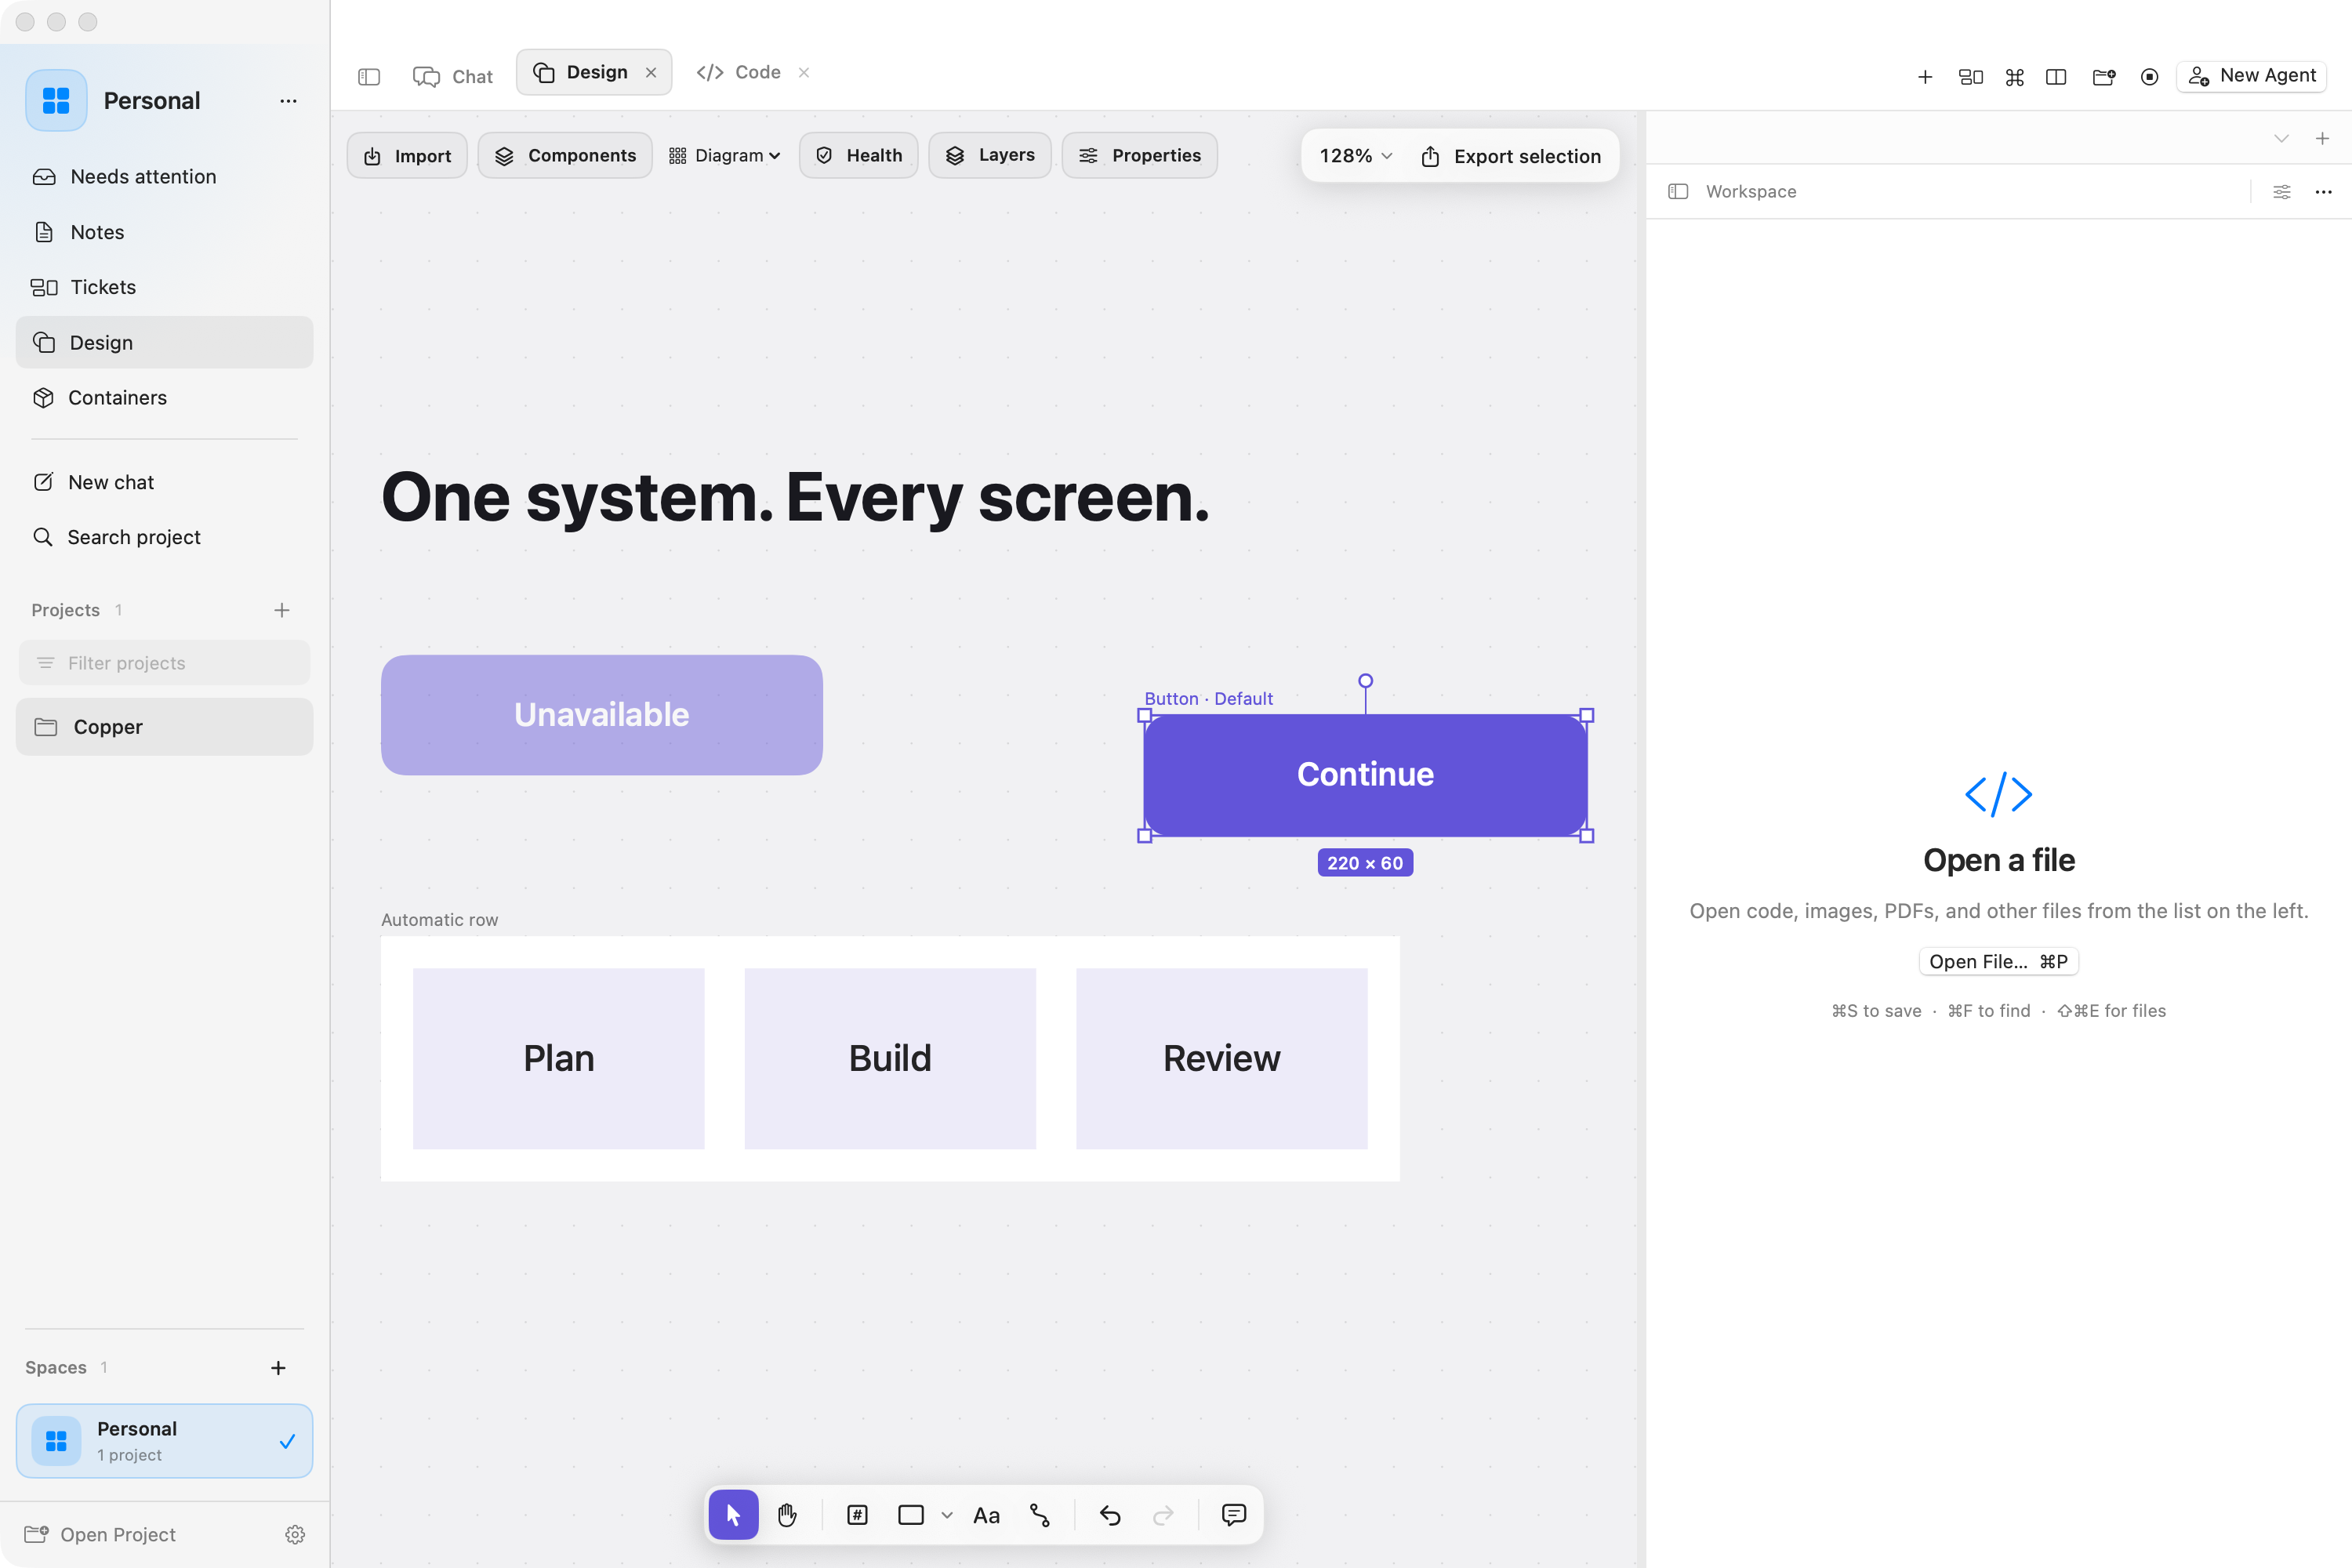 Personal
Needs attention
Notes
Tickets
Design
Containers
New chat
Search project
Projects 1
Filter projects
Copper
Spaces 1
Personal
1 project
Open Project
Chat
Design
Code
New Agent
Import
Components
Diagram
Health
Layers
Properties
128%
Export selection
One system. Every screen.
Unavailable
Button · Default
Continue
220 × 60
Automatic row
Plan
Build
Review
Aa
Workspace
Open a file
Open code, images, PDFs, and other files from the list on the left.
Open File... ⌘P
⌘S to save · ⌘F to find · ⇧⌘E for files